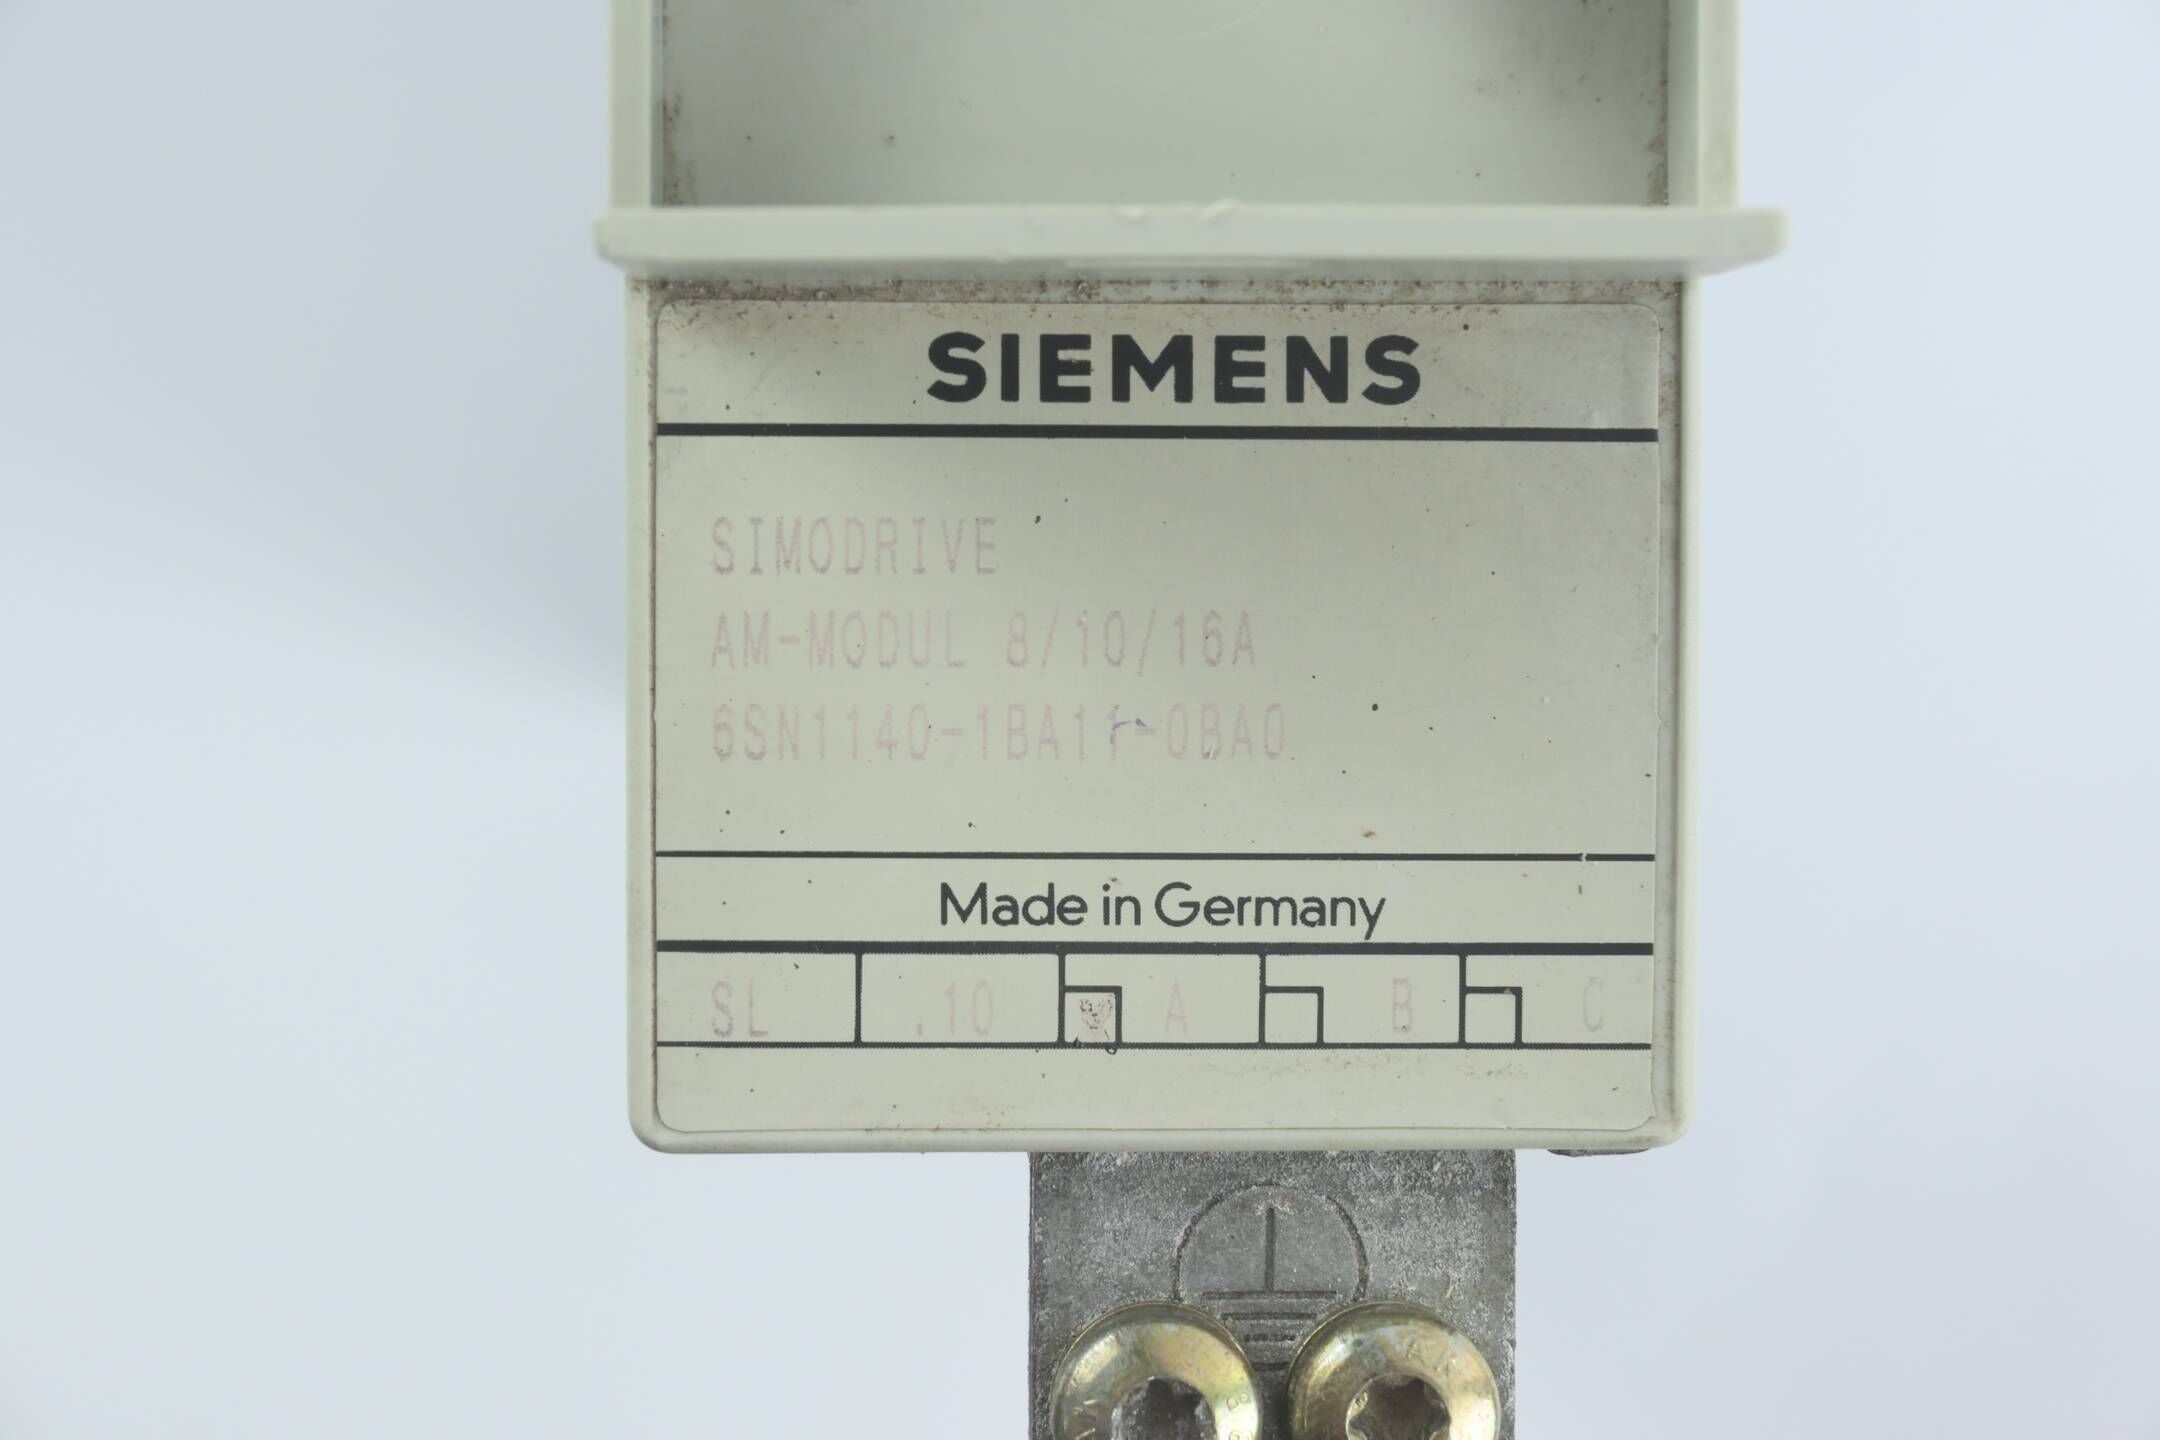 SIEMENS
SIMODRIVE
AM-MODUL 8/10/16A
6SN1140-1BA11-0BA0
Made in Germany
SL .10 A B C